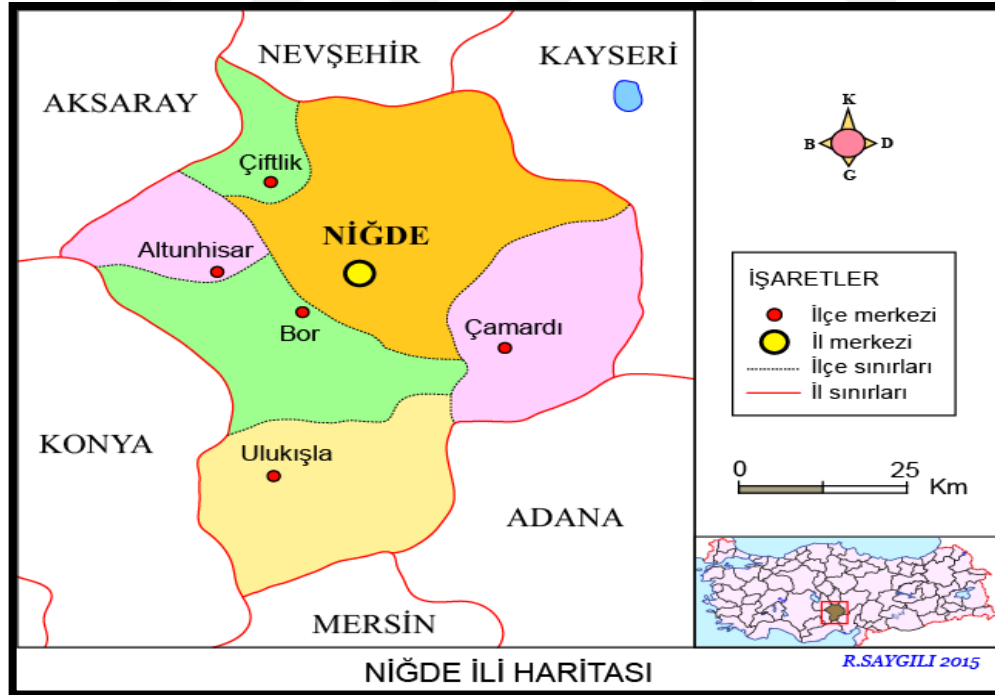 NEVŞEHİR
KAYSERİ
AKSARAY
Çiftlik
NİĞDE
Altunhisar
Bor
Çamardı
KONYA
Ulukışla
ADANA
MERSİN
K
B D
G
İŞARETLER
İlçe merkezi
İl merkezi
İlçe sınırları
İl sınırları
0 25
Km
NİĞDE İLİ HARİTASI
R.SAYGILI 2015